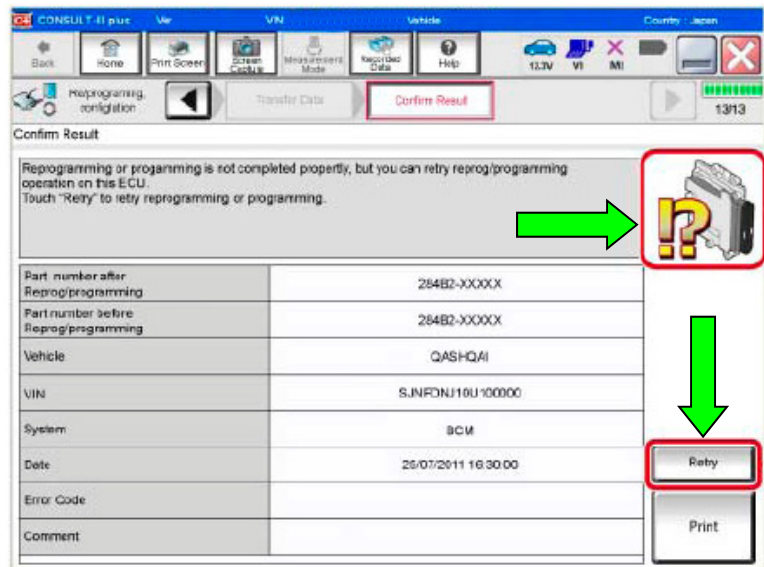 CONSULT-III plus Ver VIN Vehicle Country : Japan
Back Home Print Screen Screen Capture Measurement Mode Recorded Data Help 12.3V VI MI
Re/programing, configlation Transfer Data Confirm Result 13/13
Confirm Result
Reprogramming or progamming is not completed propertly, but you can retry reprog/programming
operation on this ECU.
Touch "Retry" to retry reprogramming or programming.
!?
Part number after
Reprog/programming 284B2-XXXXX
Part number before
Reprog/programming 284B2-XXXXX
Vehicle QASHQAI
VIN SJNFDNJ10U100000
System BCM
Date 26/07/2011 16:30:00 Retry
Error Code
Comment Print